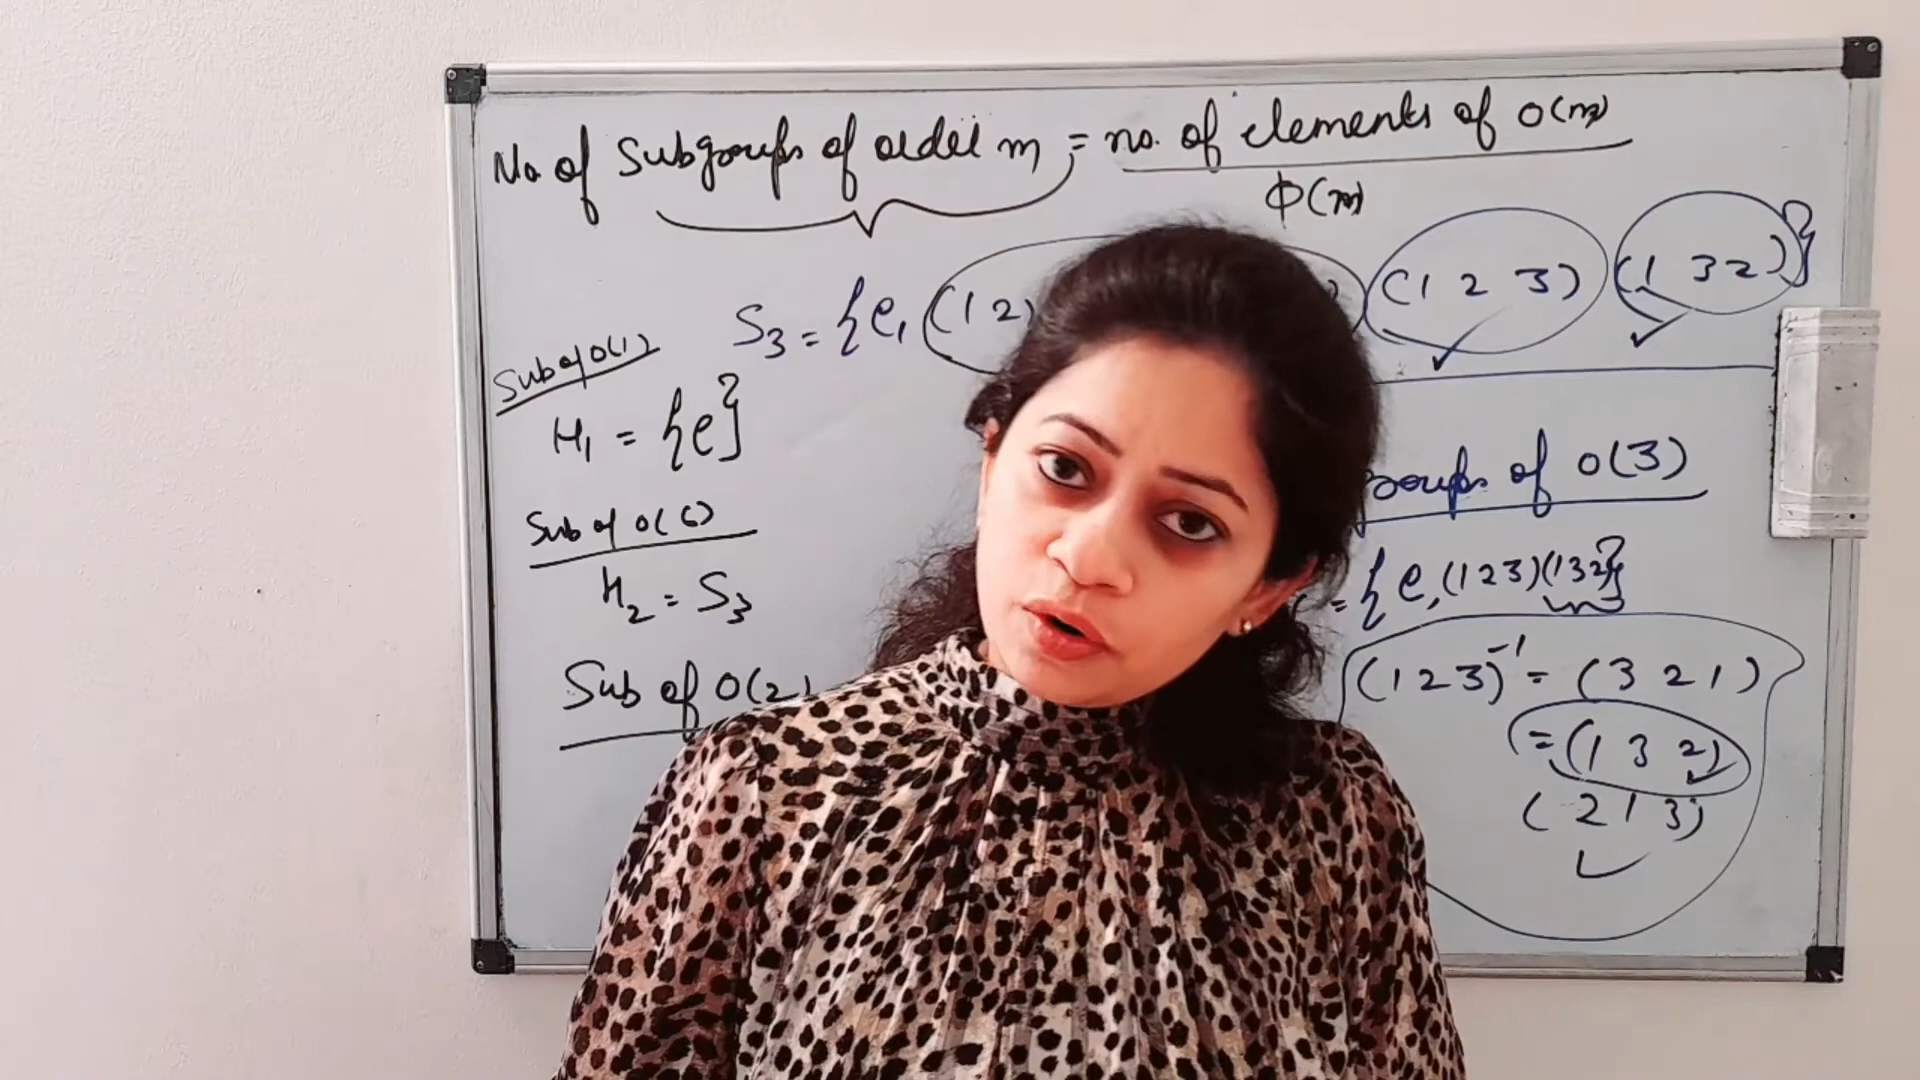 No of Subgroups of order m = no. of elements of O(m)
φ(m)
S3 = {e, (1 2) (1 2 3) (1 3 2)}
Sub of O(1)
H1 = {e}
Sub of O(6)
H2 = S3
Sub of O(2)
groups of O(3)
= {e, (1 2 3) (1 3 2)}
(1 2 3)^-1 = (3 2 1)
= (1 3 2)
(2 1 3)